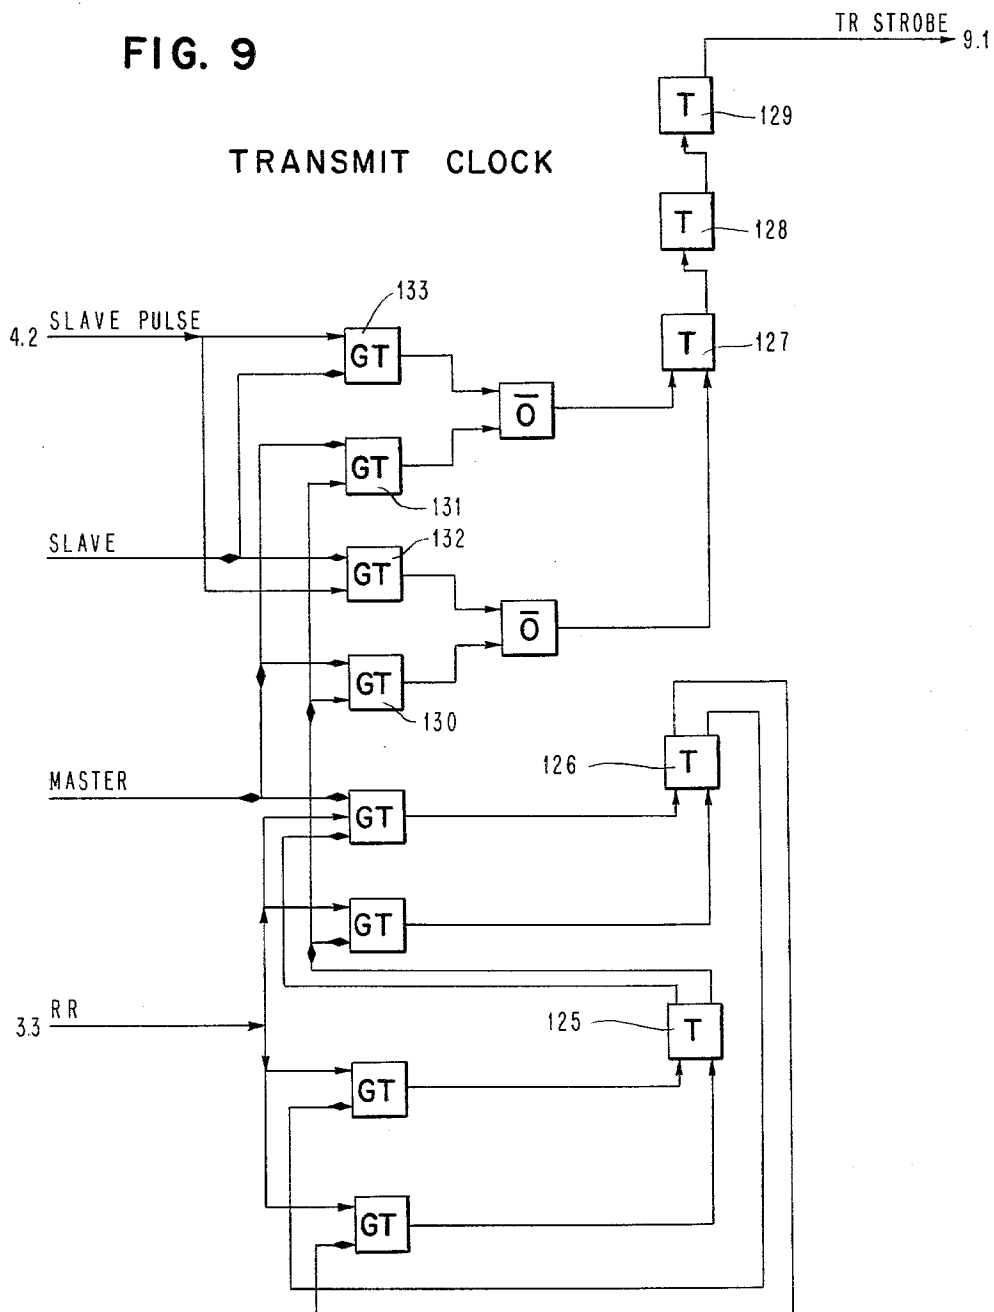 TR STROBE 9.1
FIG. 9
T
129
TRANSMIT CLOCK
T
128
133
4.2 SLAVE PULSE
GT
T
127
O̅
GT
131
SLAVE
132
GT
O̅
GT
130
126
T
MASTER
GT
GT
3.3 RR
125
T
GT
GT